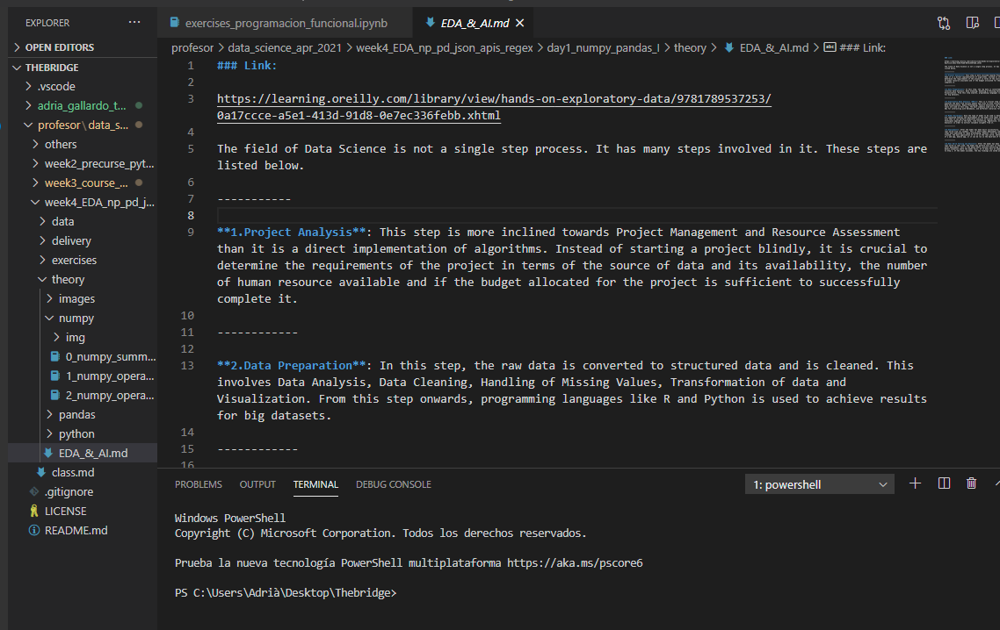 EXPLORER
OPEN EDITORS
THEBRIDGE
.vscode
adria_gallardo_t...
profesor\data_s...
others
week2_precurse_pyt...
week3_course_...
week4_EDA_np_pd_j...
data
delivery
exercises
theory
images
numpy
img
0_numpy_summ...
1_numpy_opera...
2_numpy_opera...
pandas
python
EDA_&_AI.md
class.md
.gitignore
LICENSE
README.md
exercises_programacion_funcional.ipynb
EDA_&_AI.md
profesor > data_science_apr_2021 > week4_EDA_np_pd_json_apis_regex > day1_numpy_pandas_I > theory > EDA_&_AI.md > ### Link:
1 ### Link:
2
3 https://learning.oreilly.com/library/view/hands-on-exploratory-data/9781789537253/
0a17ccce-a5e1-413d-91d8-0e7ec336febb.xhtml
4
5 The field of Data Science is not a single step process. It has many steps involved in it. These steps are
listed below.
6
7 -----------
8
9 **1.Project Analysis**: This step is more inclined towards Project Management and Resource Assessment
than it is a direct implementation of algorithms. Instead of starting a project blindly, it is crucial to
determine the requirements of the project in terms of the source of data and its availability, the number
of human resource available and if the budget allocated for the project is sufficient to successfully
complete it.
10
11 ------------
12
13 **2.Data Preparation**: In this step, the raw data is converted to structured data and is cleaned. This
involves Data Analysis, Data Cleaning, Handling of Missing Values, Transformation of data and
Visualization. From this step onwards, programming languages like R and Python is used to achieve results
for big datasets.
14
15 ------------
16
PROBLEMS OUTPUT TERMINAL DEBUG CONSOLE
1: powershell
Windows PowerShell
Copyright (C) Microsoft Corporation. Todos los derechos reservados.
Prueba la nueva tecnología PowerShell multiplataforma https://aka.ms/pscore6
PS C:\Users\Adrià\Desktop\Thebridge>